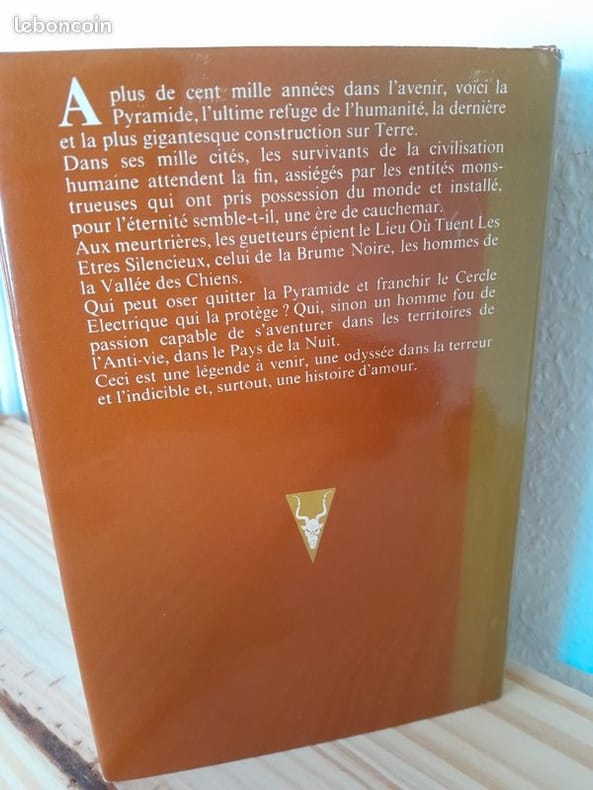 leboncoin
A plus de cent mille années dans l'avenir, voici la
Pyramide, l'ultime refuge de l'humanité, la dernière
et la plus gigantesque construction sur Terre.
Dans ses mille cités, les survivants de la civilisation
humaine attendent la fin, assiégés par les entités mons-
trueuses qui ont pris possession du monde et installé,
pour l'éternité semble-t-il, une ère de cauchemar.
Aux meurtrières, les guetteurs épient le Lieu Où Tuent Les
Etres Silencieux, celui de la Brume Noire, les hommes de
la Vallée des Chiens.
Qui peut oser quitter la Pyramide et franchir le Cercle
Electrique qui la protège ? Qui, sinon un homme fou de
passion capable de s'aventurer dans les territoires de
l'Anti-vie, dans le Pays de la Nuit.
Ceci est une légende à venir, une odyssée dans la terreur
et l'indicible et, surtout, une histoire d'amour.